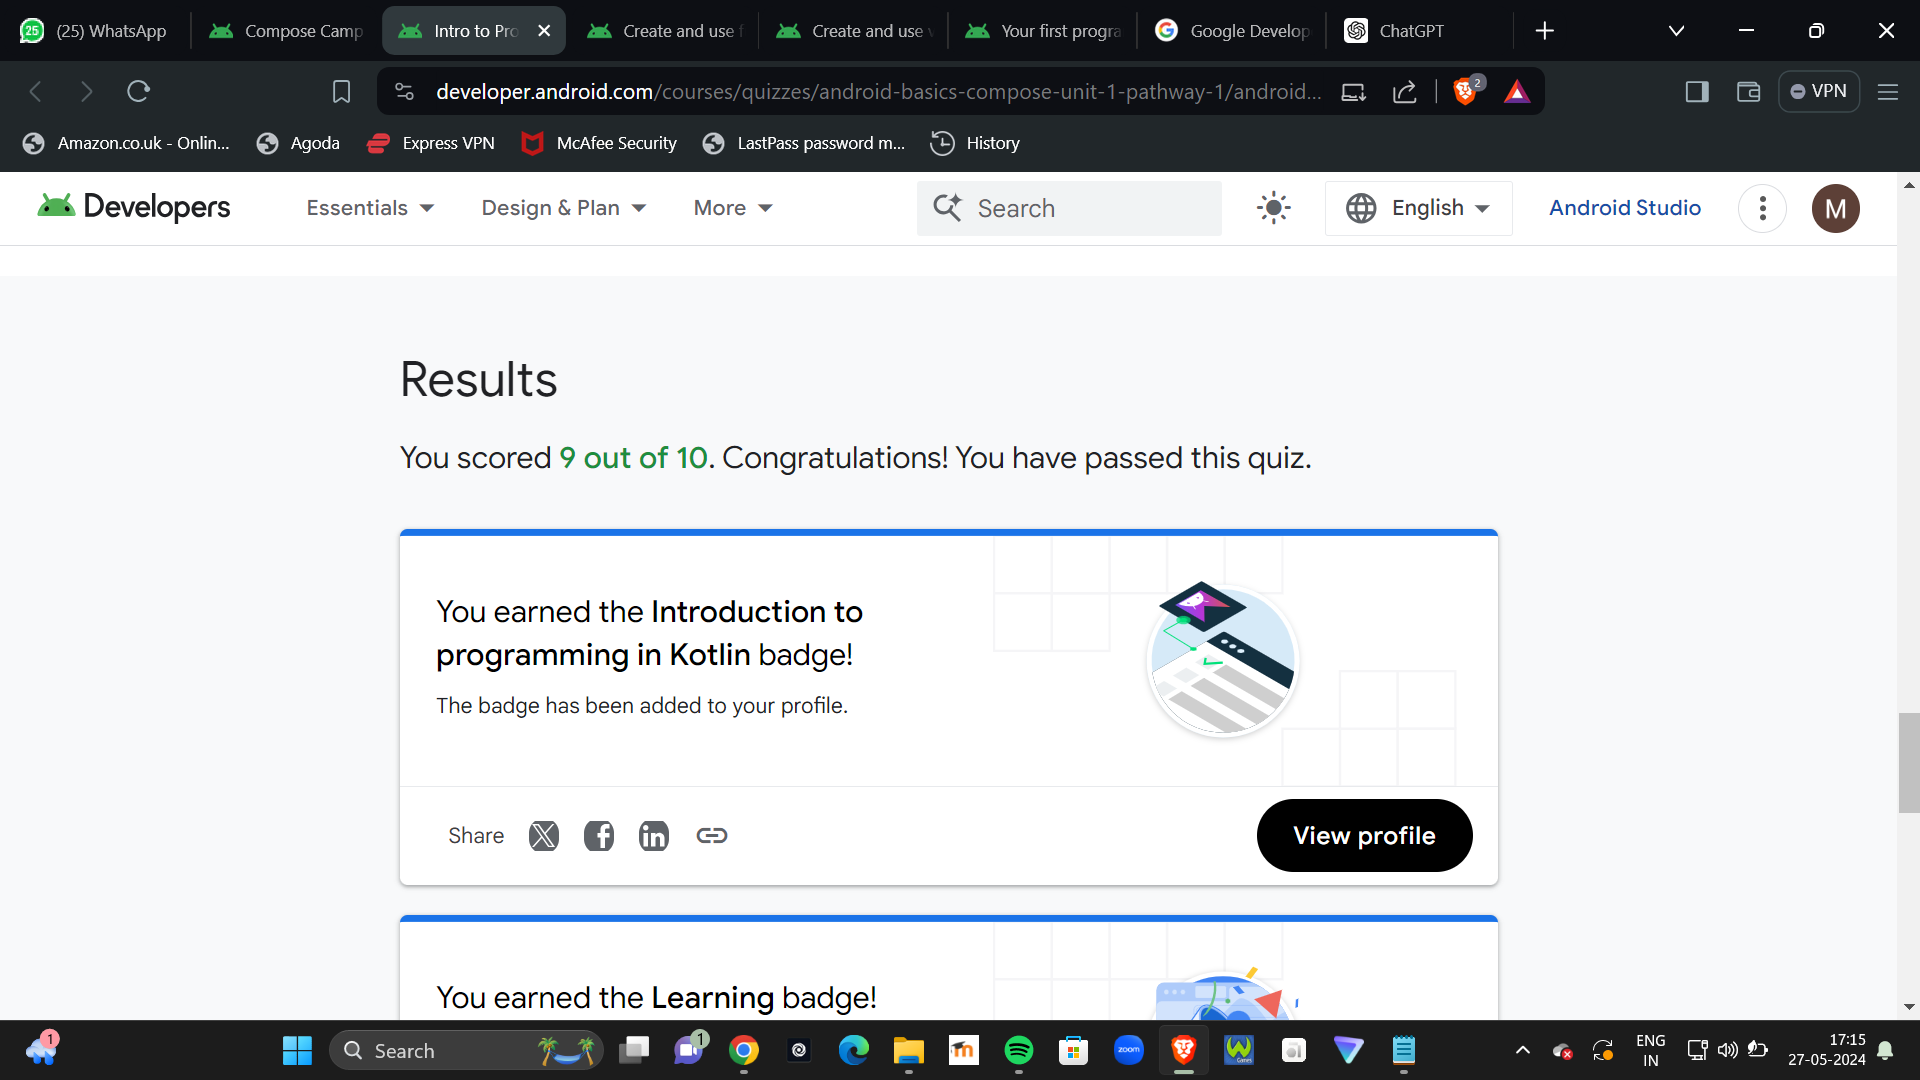 25 (25) WhatsApp Compose Camp Intro to Pro Create and use f Create and use v Your first progra Google Develop ChatGPT
developer.android.com/courses/quizzes/android-basics-compose-unit-1-pathway-1/android... 2 VPN
Amazon.co.uk - Onlin... Agoda Express VPN McAfee Security LastPass password m... History
Developers Essentials Design & Plan More Search English Android Studio M
Results
You scored 9 out of 10. Congratulations! You have passed this quiz.
You earned the Introduction to
programming in Kotlin badge!
The badge has been added to your profile.
Share View profile
You earned the Learning badge!
1 Search 1 zoom ENG 17:15
IN 27-05-2024